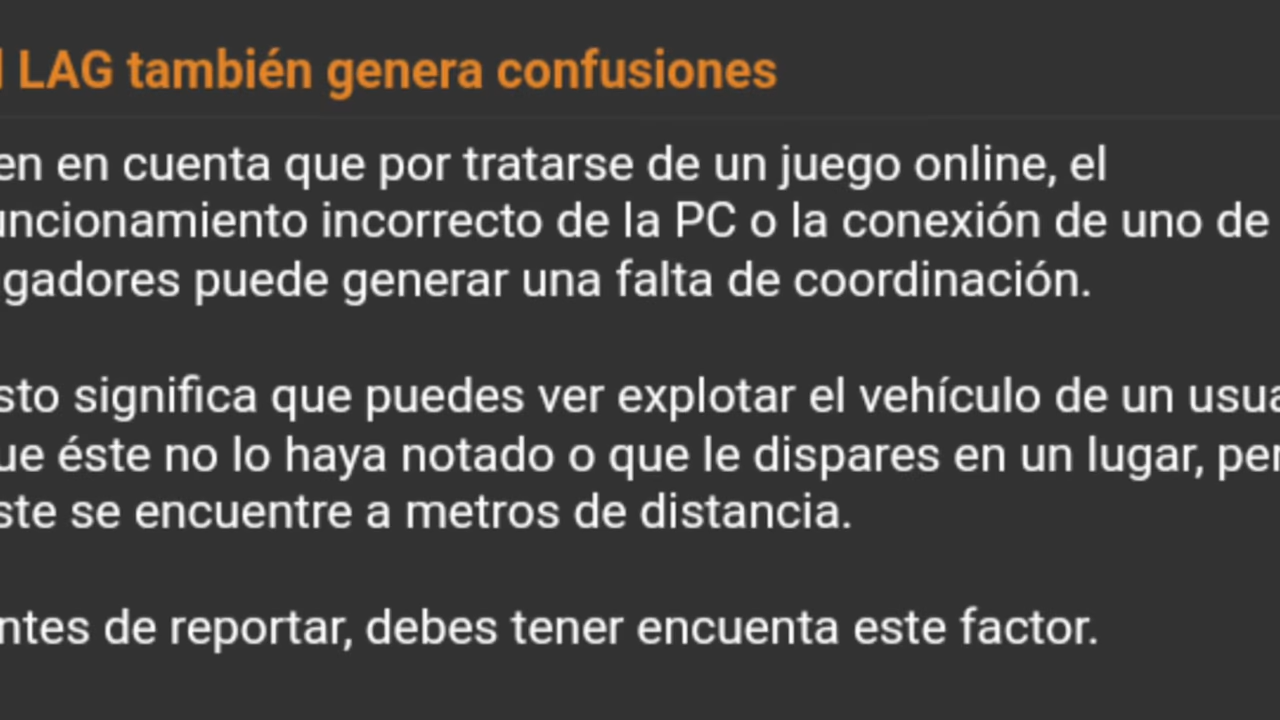 LAG también genera confusiones
en en cuenta que por tratarse de un juego online, el
uncionamiento incorrecto de la PC o la conexión de uno de
gadores puede generar una falta de coordinación.
sto significa que puedes ver explotar el vehículo de un usua
ue éste no lo haya notado o que le dispares en un lugar, per
ste se encuentre a metros de distancia.
ntes de reportar, debes tener encuenta este factor.